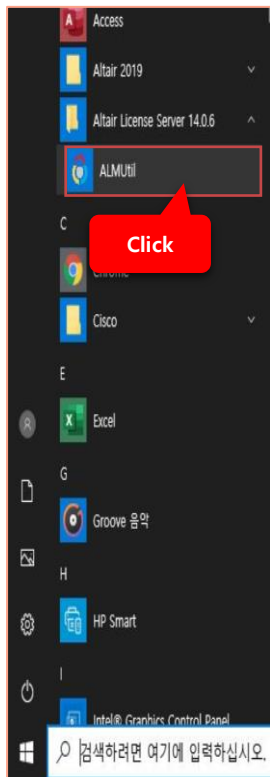 Access
Altair 2019
Altair License Server 14.0.6
ALMUtil
C
Click
Chrome
Cisco
E
Excel
G
Groove 음악
H
HP Smart
I
Intel® Graphics Control Panel
검색하려면 여기에 입력하십시오.